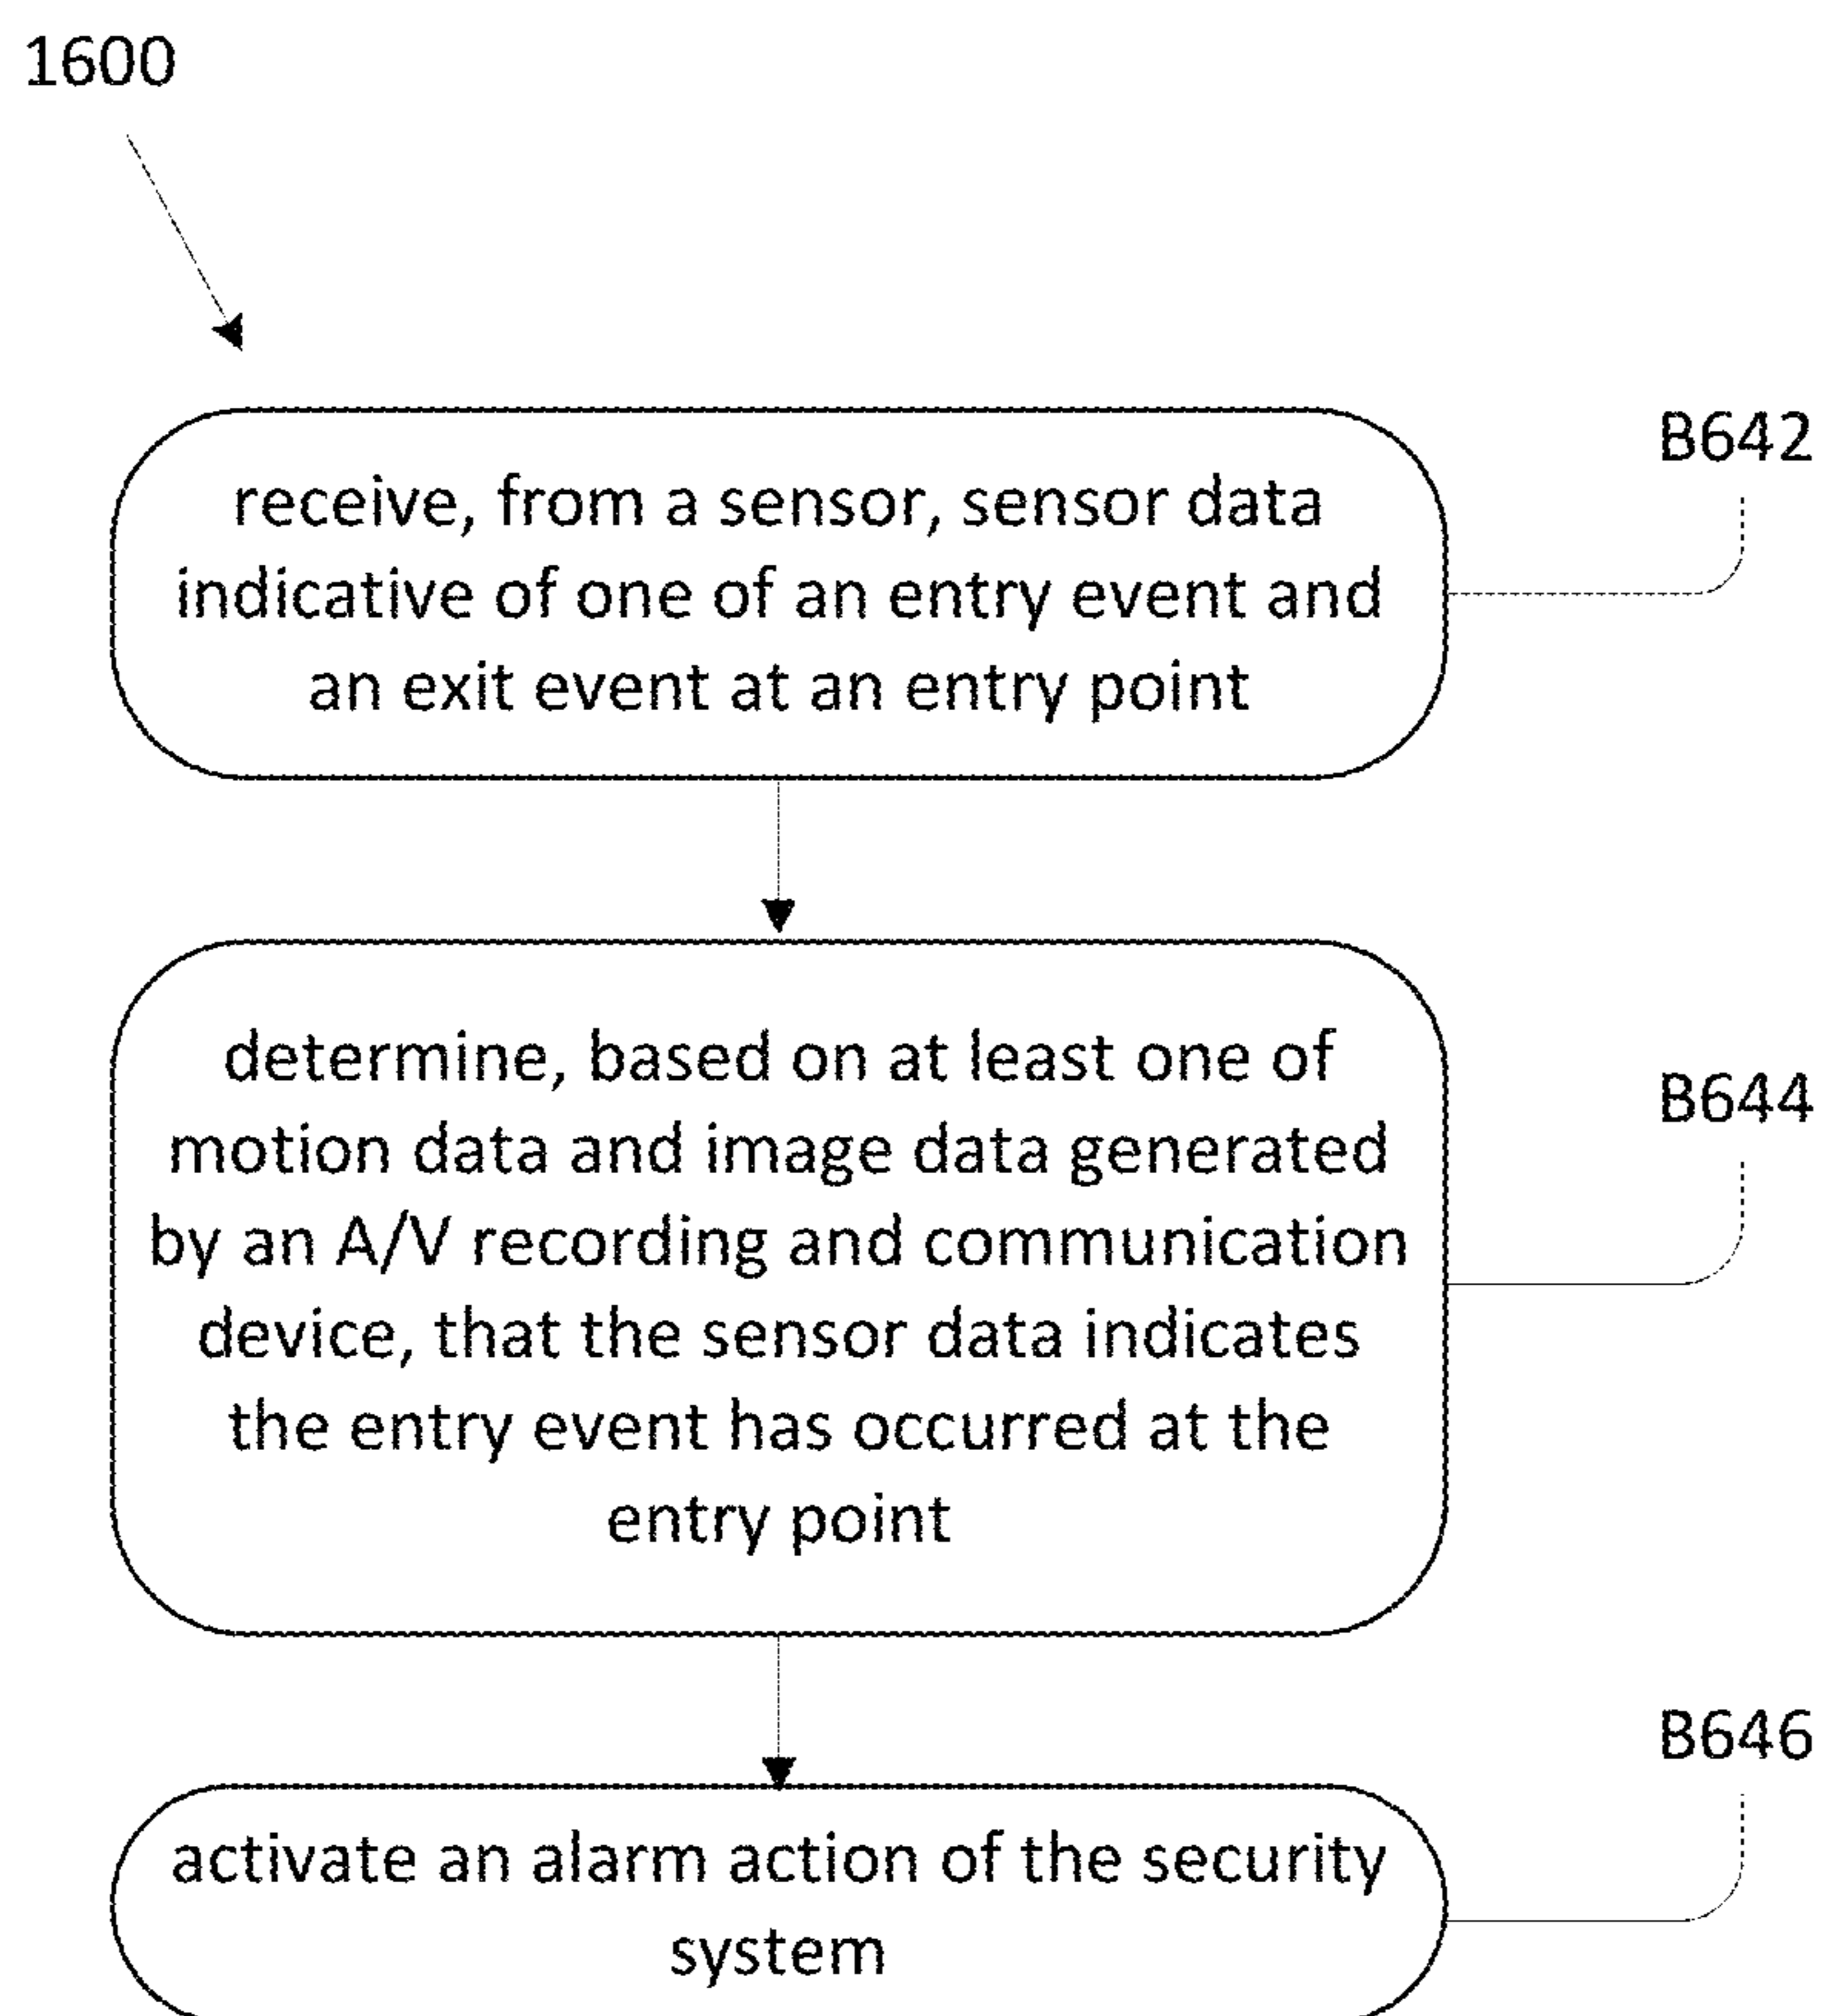 1600
B642
receive, from a sensor, sensor data
indicative of one of an entry event and
an exit event at an entry point
B644
determine, based on at least one of
motion data and image data generated
by an A/V recording and communication
device, that the sensor data indicates
the entry event has occurred at the
entry point
B646
activate an alarm action of the security
system